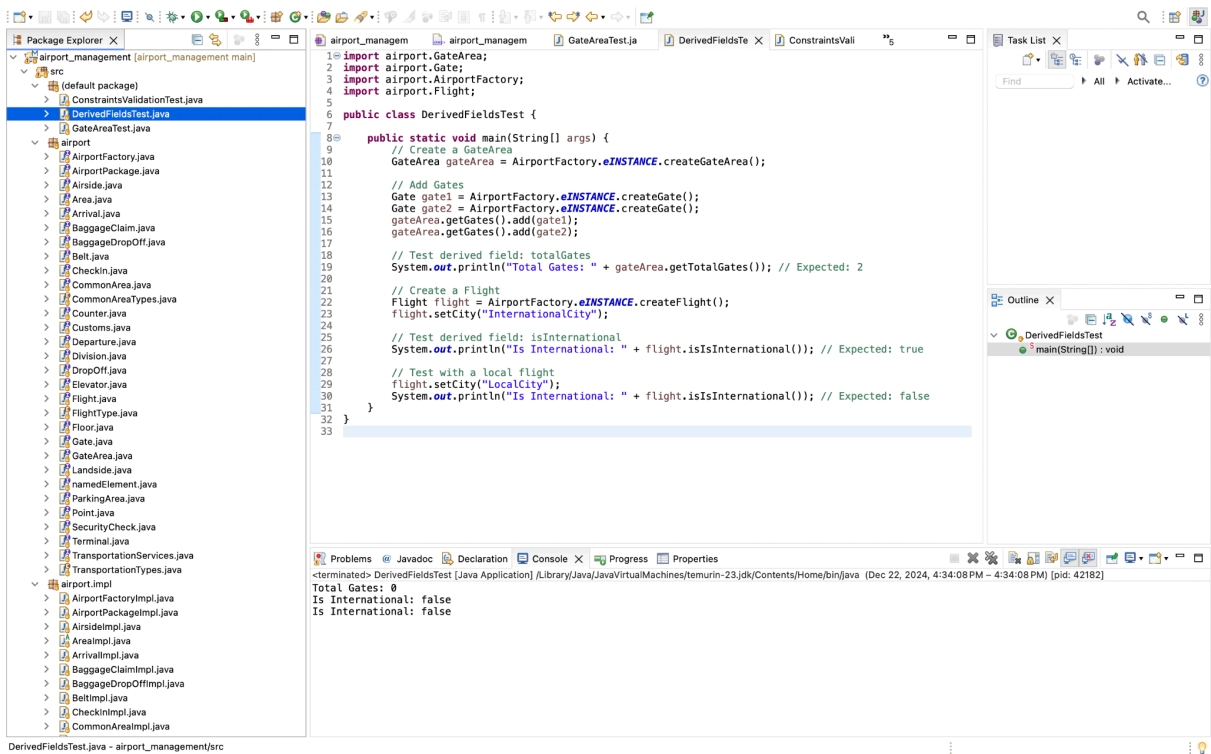 Package Explorer
airport_management [airport_management main]
src
(default package)
ConstraintsValidationTest.java
DerivedFieldsTest.java
GateAreaTest.java
airport
AirportFactory.java
AirportPackage.java
Airside.java
Area.java
Arrival.java
BaggageClaim.java
BaggageDropOff.java
Belt.java
CheckIn.java
CommonArea.java
CommonAreaTypes.java
Counter.java
Customs.java
Departure.java
Division.java
DropOff.java
Elevator.java
Flight.java
FlightType.java
Floor.java
Gate.java
GateArea.java
Landside.java
namedElement.java
ParkingArea.java
Point.java
SecurityCheck.java
Terminal.java
TransportationServices.java
TransportationTypes.java
airport.impl
AirportFactoryImpl.java
AirportPackageImpl.java
AirsideImpl.java
AreaImpl.java
ArrivalImpl.java
BaggageClaimImpl.java
BaggageDropOffImpl.java
BeltImpl.java
CheckInImpl.java
CommonAreaImpl.java
airport_managem airport_managem GateAreaTest.ja DerivedFieldsTe ConstraintsVali »5
1 import airport.GateArea;
2 import airport.Gate;
3 import airport.AirportFactory;
4 import airport.Flight;
5
6 public class DerivedFieldsTest {
7
8 public static void main(String[] args) {
9 // Create a GateArea
10 GateArea gateArea = AirportFactory.eINSTANCE.createGateArea();
11
12 // Add Gates
13 Gate gate1 = AirportFactory.eINSTANCE.createGate();
14 Gate gate2 = AirportFactory.eINSTANCE.createGate();
15 gateArea.getGates().add(gate1);
16 gateArea.getGates().add(gate2);
17
18 // Test derived field: totalGates
19 System.out.println("Total Gates: " + gateArea.getTotalGates()); // Expected: 2
20
21 // Create a Flight
22 Flight flight = AirportFactory.eINSTANCE.createFlight();
23 flight.setCity("InternationalCity");
24
25 // Test derived field: isInternational
26 System.out.println("Is International: " + flight.isIsInternational()); // Expected: true
27
28 // Test with a local flight
29 flight.setCity("LocalCity");
30 System.out.println("Is International: " + flight.isIsInternational()); // Expected: false
31 }
32 }
33
Task List
Find All Activate...
Outline
DerivedFieldsTest
main(String[]) : void
Problems Javadoc Declaration Console Progress Properties
<terminated> DerivedFieldsTest [Java Application] /Library/Java/JavaVirtualMachines/temurin-23.jdk/Contents/Home/bin/java (Dec 22, 2024, 4:34:08 PM – 4:34:08 PM) [pid: 42182]
Total Gates: 0
Is International: false
Is International: false
DerivedFieldsTest.java - airport_management/src